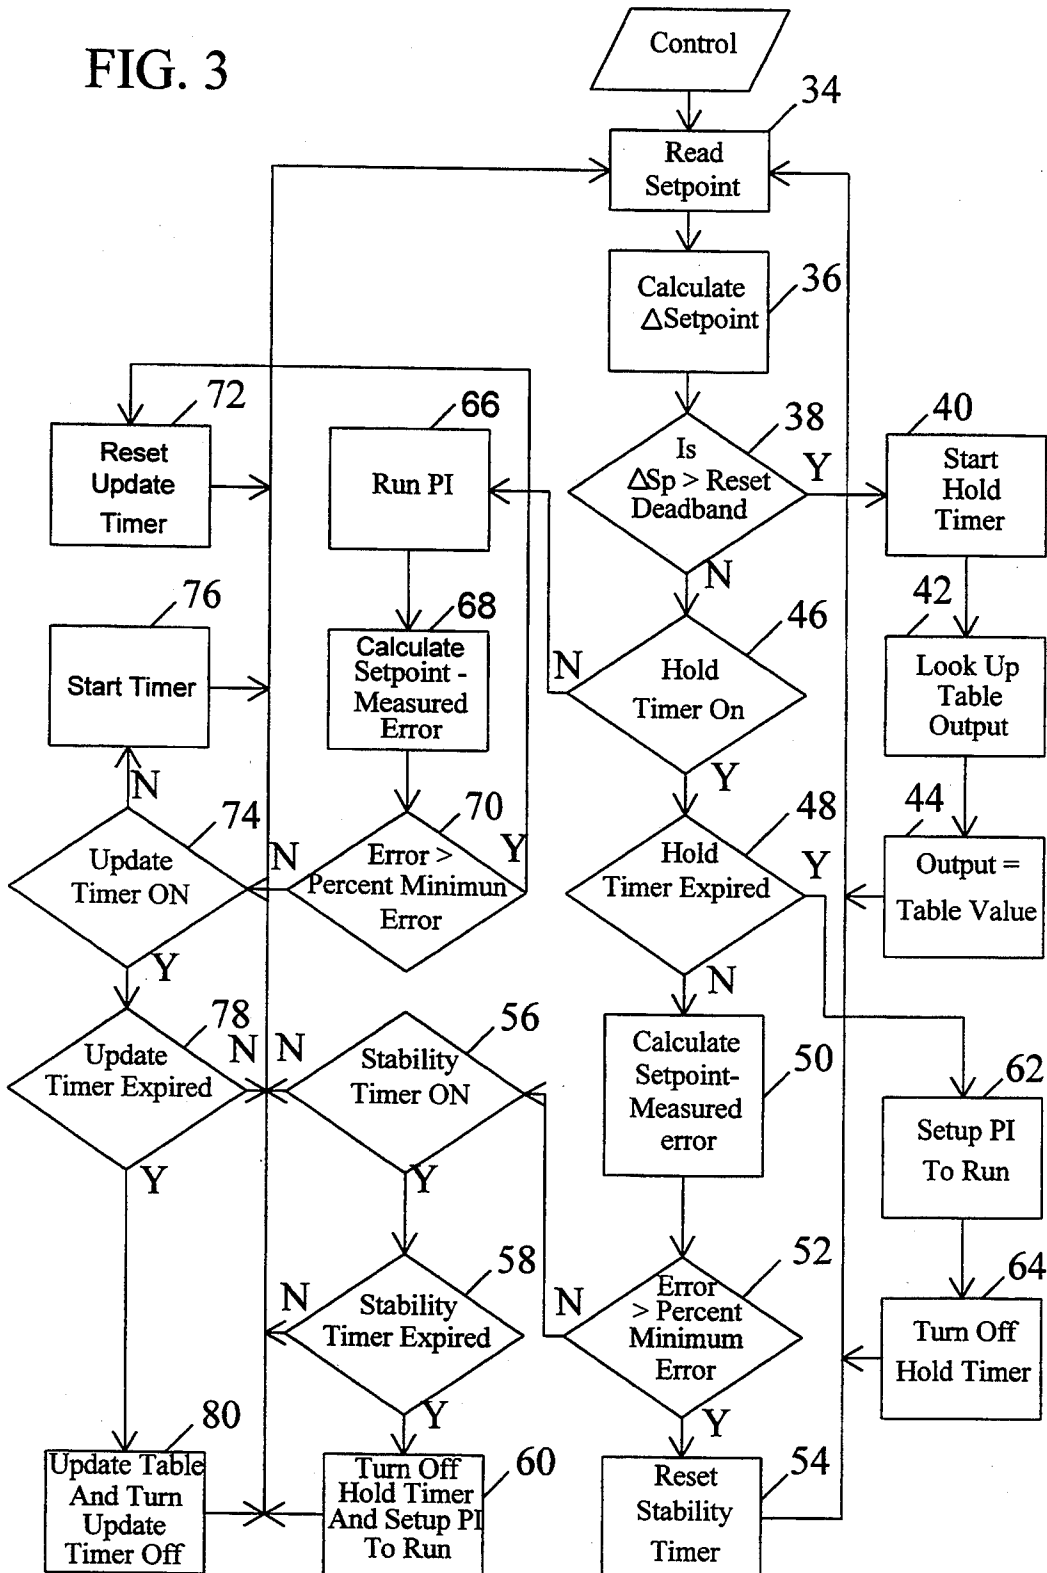 FIG. 3
Control
34
Read
Setpoint
36
Calculate
ΔSetpoint
38
Is
ΔSp > Reset
Deadband
Y
N
40
Start
Hold
Timer
42
Look Up
Table
Output
44
Output =
Table Value
46
Hold
Timer On
N
Y
48
Hold
Timer Expired
Y
N
50
Calculate
Setpoint-
Measured
error
52
Error
> Percent
Minimum
Error
N
Y
54
Reset
Stability
Timer
56
Stability
Timer ON
N
Y
58
Stability
Timer Expired
N
Y
60
Turn Off
Hold Timer
And Setup PI
To Run
62
Setup PI
To Run
64
Turn Off
Hold Timer
66
Run PI
68
Calculate
Setpoint -
Measured
Error
70
Error >
Percent Minimun
Error
Y
N
72
Reset
Update
Timer
74
Update
Timer ON
N
Y
76
Start Timer
78
Update
Timer Expired
N
Y
80
Update Table
And Turn
Update
Timer Off